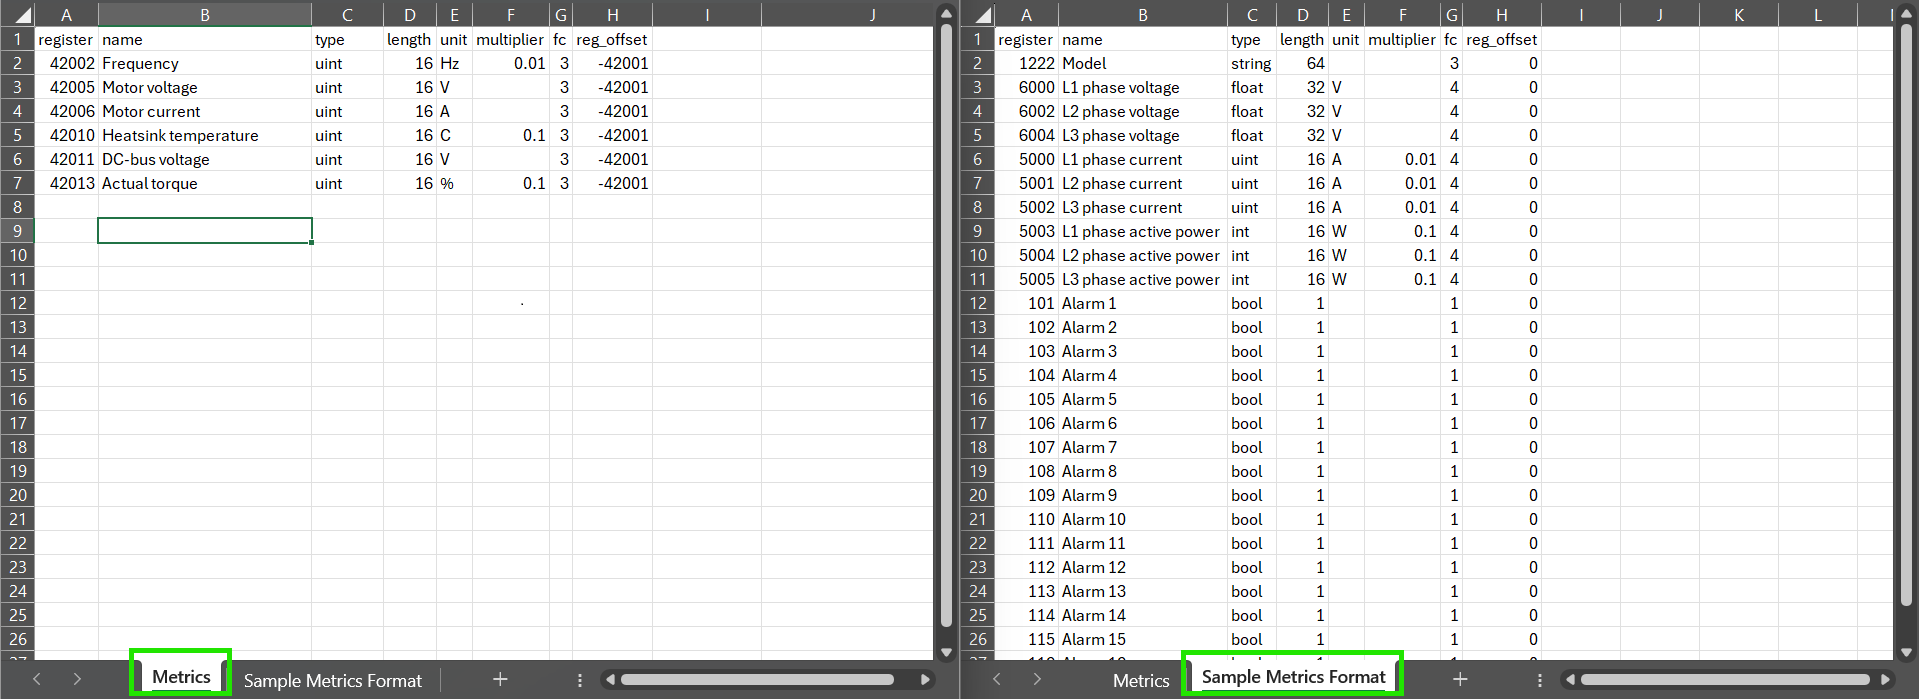 A B C D E F G H I J
1 register name type length unit multiplier fc reg_offset
2 42002 Frequency uint 16 Hz 0.01 3 -42001
3 42005 Motor voltage uint 16 V 3 -42001
4 42006 Motor current uint 16 A 3 -42001
5 42010 Heatsink temperature uint 16 C 0.1 3 -42001
6 42011 DC-bus voltage uint 16 V 3 -42001
7 42013 Actual torque uint 16 % 0.1 3 -42001
8
9
10
11
12
13
14
15
16
17
18
19
20
21
22
23
24
25
26
Metrics Sample Metrics Format
A B C D E F G H I J K L
1 register name type length unit multiplier fc reg_offset
2 1222 Model string 64 3 0
3 6000 L1 phase voltage float 32 V 4 0
4 6002 L2 phase voltage float 32 V 4 0
5 6004 L3 phase voltage float 32 V 4 0
6 5000 L1 phase current uint 16 A 0.01 4 0
7 5001 L2 phase current uint 16 A 0.01 4 0
8 5002 L3 phase current uint 16 A 0.01 4 0
9 5003 L1 phase active power int 16 W 0.1 4 0
10 5004 L2 phase active power int 16 W 0.1 4 0
11 5005 L3 phase active power int 16 W 0.1 4 0
12 101 Alarm 1 bool 1 1 0
13 102 Alarm 2 bool 1 1 0
14 103 Alarm 3 bool 1 1 0
15 104 Alarm 4 bool 1 1 0
16 105 Alarm 5 bool 1 1 0
17 106 Alarm 6 bool 1 1 0
18 107 Alarm 7 bool 1 1 0
19 108 Alarm 8 bool 1 1 0
20 109 Alarm 9 bool 1 1 0
21 110 Alarm 10 bool 1 1 0
22 111 Alarm 11 bool 1 1 0
23 112 Alarm 12 bool 1 1 0
24 113 Alarm 13 bool 1 1 0
25 114 Alarm 14 bool 1 1 0
26 115 Alarm 15 bool 1 1 0
Metrics Sample Metrics Format